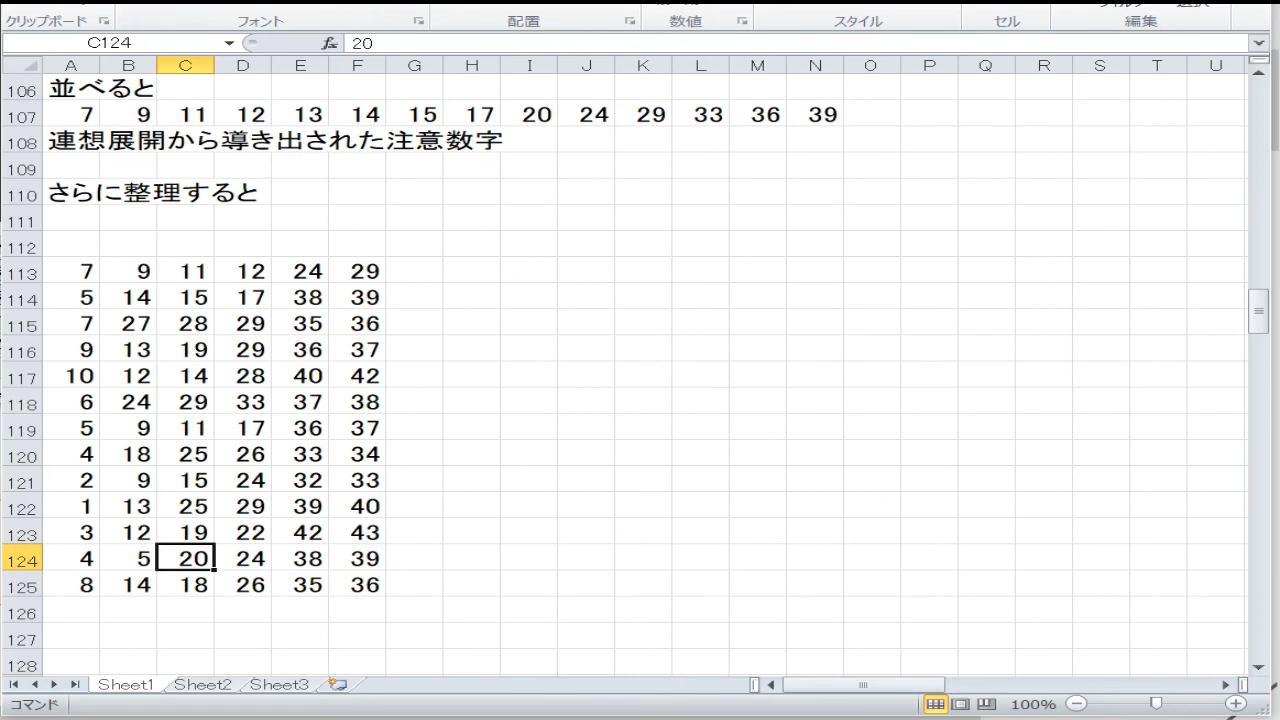 クリップボード フォント 配置 数値 スタイル セル 編集
C124 fx 20
A B C D E F G H I J K L M N O P Q R S T U
106 並べると
107 7 9 11 12 13 14 15 17 20 24 29 33 36 39
108 連想展開から導き出された注意数字
109
110 さらに整理すると
111
112
113 7 9 11 12 24 29
114 5 14 15 17 38 39
115 7 27 28 29 35 36
116 9 13 19 29 36 37
117 10 12 14 28 40 42
118 6 24 29 33 37 38
119 5 9 11 17 36 37
120 4 18 25 26 33 34
121 2 9 15 24 32 33
122 1 13 25 29 39 40
123 3 12 19 22 42 43
124 4 5 20 24 38 39
125 8 14 18 26 35 36
126
127
128
Sheet1 Sheet2 Sheet3
コマンド 100%